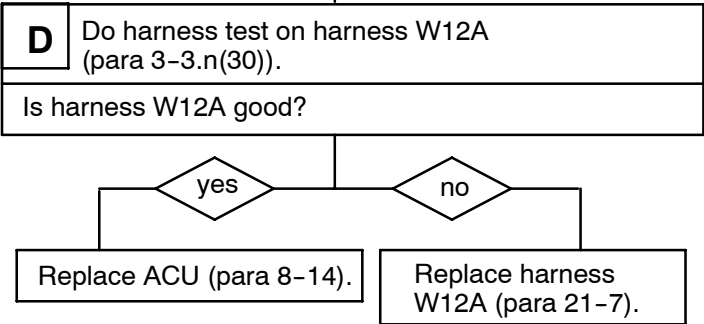 D
Do harness test on harness W12A
(para 3-3.n(30)).
Is harness W12A good?
yes
no
Replace ACU (para 8-14).
Replace harness
W12A (para 21-7).